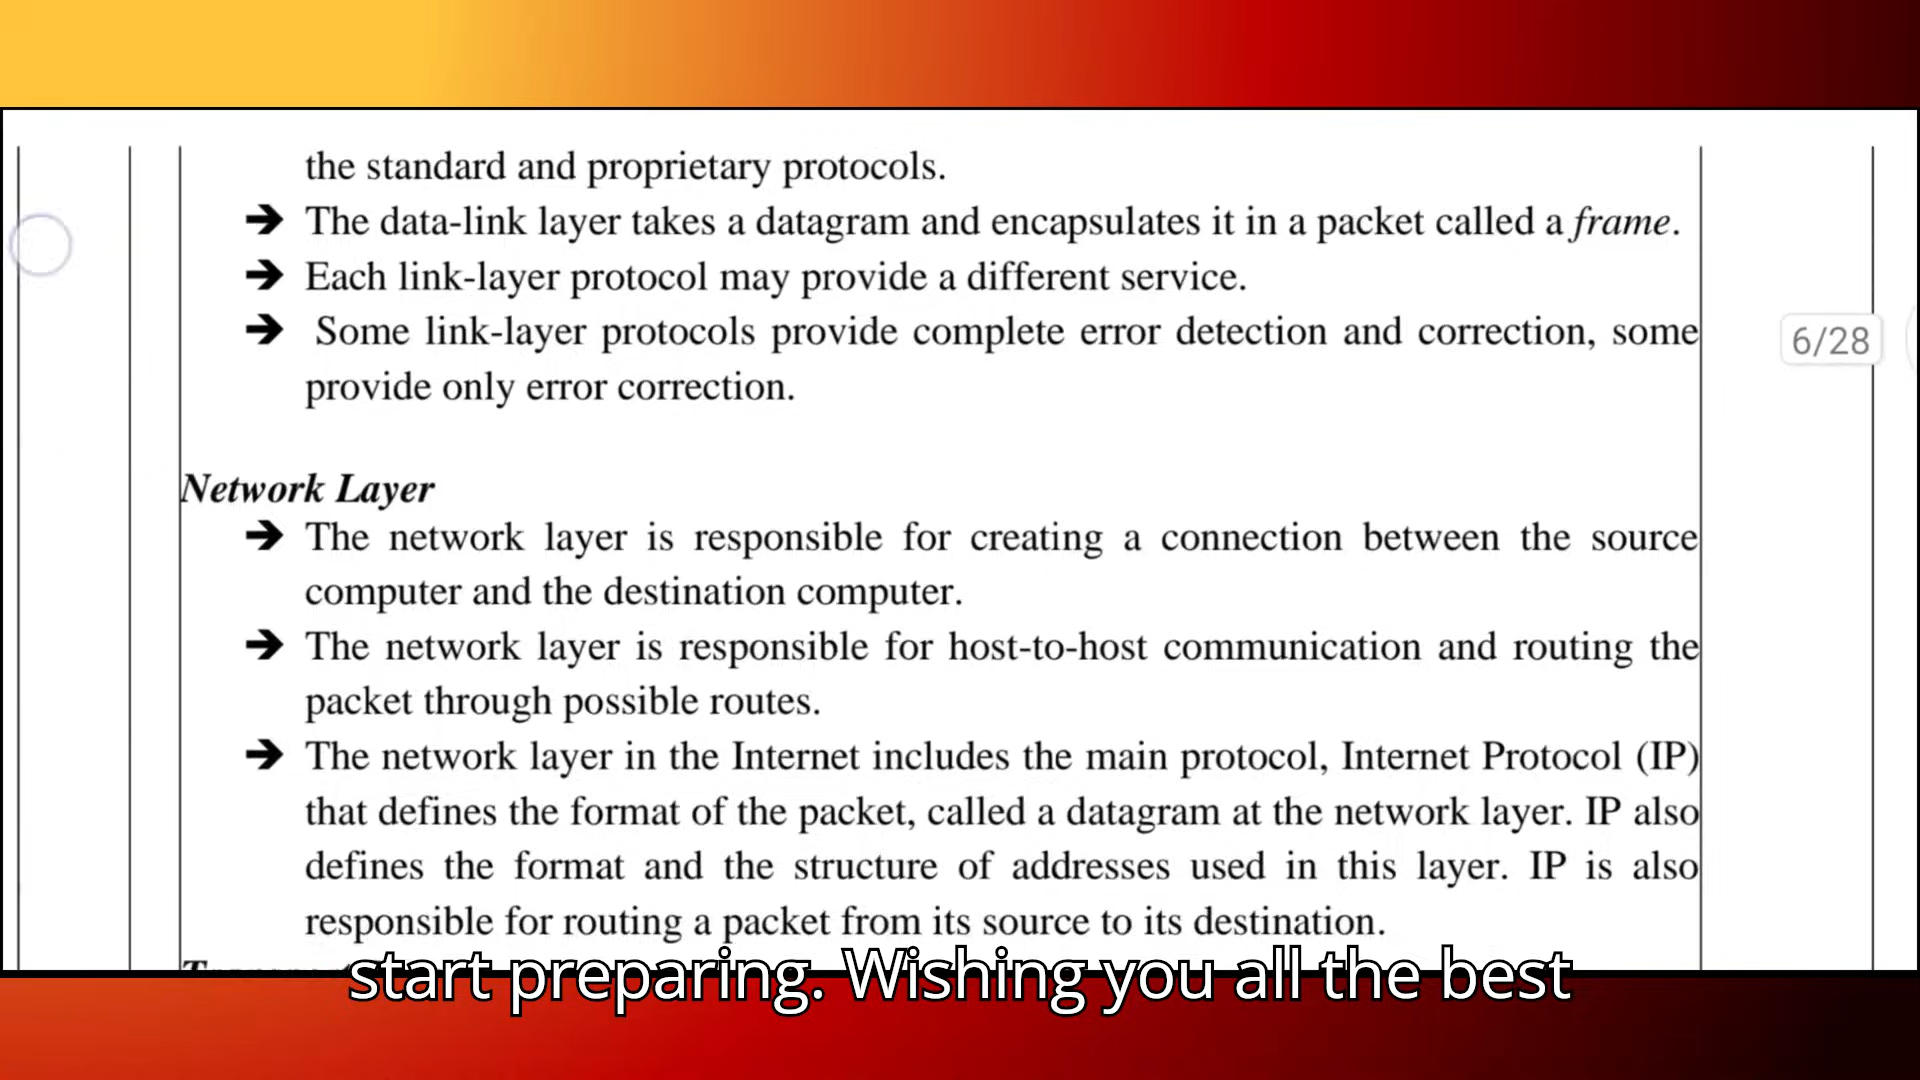 the standard and proprietary protocols.
➔ The data-link layer takes a datagram and encapsulates it in a packet called a frame.
➔ Each link-layer protocol may provide a different service.
➔ Some link-layer protocols provide complete error detection and correction, some
provide only error correction.
6/28
Network Layer
➔ The network layer is responsible for creating a connection between the source
computer and the destination computer.
➔ The network layer is responsible for host-to-host communication and routing the
packet through possible routes.
➔ The network layer in the Internet includes the main protocol, Internet Protocol (IP)
that defines the format of the packet, called a datagram at the network layer. IP also
defines the format and the structure of addresses used in this layer. IP is also
responsible for routing a packet from its source to its destination.
start preparing. Wishing you all the best